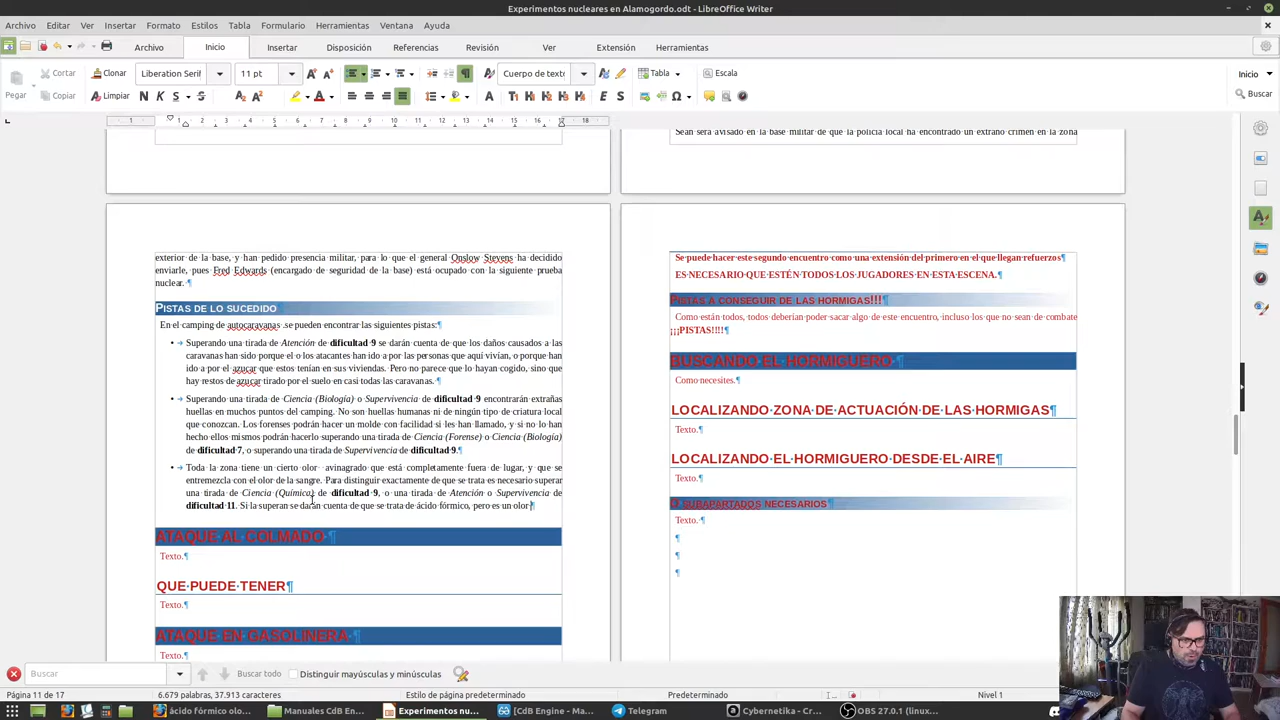 Experimentos nucleares en Alamogordo.odt - LibreOffice Writer
Archivo Editar Ver Insertar Formato Estilos Tabla Formulario Herramientas Ventana Ayuda
Archivo Inicio Insertar Disposición Referencias Revisión Ver Extensión Herramientas
Pegar Cortar Clonar Liberation Serif 11 pt Cuerpo de texto Tabla Escala Inicio
Copiar Limpiar Buscar
Sean será avisado en la base militar de que la policía local ha encontrado un extraño crimen en la zona
exterior de la base, y han pedido presencia militar, para lo que el general Onslow Stevens ha decidido
enviarle, pues Fred Edwards (encargado de seguridad de la base) está ocupado con la siguiente prueba
nuclear. ¶
PISTAS DE LO SUCEDIDO
En el camping de autocaravanas .se pueden encontrar las siguientes pistas:¶
• Superando una tirada de Atención de dificultad 9 se darán cuenta de que los daños causados a las
caravanas han sido porque el o los atacantes han ido a por las personas que aquí vivían, o porque han
ido a por el azucar que estos tenían en sus viviendas. Pero no parece que lo hayan cogido, sino que
hay restos de azucar tirado por el suelo en casi todas las caravanas. ¶
• Superando una tirada de Ciencia (Biología) o Supervivencia de dificultad 9 encontrarán extrañas
huellas en muchos puntos del camping. No son huellas humanas ni de ningún tipo de criatura local
que conozcan. Los forenses podrán hacer un molde con facilidad si les han llamado, y si no lo han
hecho ellos mismos podrán hacerlo superando una tirada de Ciencia (Forense) o Ciencia (Biología)
de dificultad 7, o superando una tirada de Supervivencia de dificultad 9.¶
• Toda la zona tiene un cierto olor avinagrado que está completamente fuera de lugar, y que se
entremezcla con el olor de la sangre. Para distinguir exactamente de que se trata es necesario superar
una tirada de Ciencia (Química) de dificultad 9, o una tirada de Atención o Supervivencia de
dificultad 11. Si la superan se darán cuenta de que se trata de ácido fórmico, pero es un olor ¶
ATAQUE AL COLMADO ¶
Texto.¶
QUE PUEDE TENER¶
Texto.¶
ATAQUE EN GASOLINERA ¶
Texto.¶
Se puede hacer este segundo encuentro como una extensión del primero en el que llegan refuerzos¶
ES NECESARIO QUE ESTÉN TODOS LOS JUGADORES EN ESTA ESCENA.¶
PISTAS A CONSEGUIR DE LAS HORMIGAS!!!¶
Como están todos, todos deberían poder sacar algo de este encuentro, incluso los que no sean de combate
¡¡¡PISTAS!!!!¶
BUSCANDO EL HORMIGUERO ¶
Como necesites.¶
LOCALIZANDO ZONA DE ACTUACIÓN DE LAS HORMIGAS¶
Texto.¶
LOCALIZANDO EL HORMIGUERO DESDE EL AIRE¶
Texto.¶
O SUBAPARTADOS NECESARIOS¶
Texto. ¶
¶
¶
¶
Buscar Buscar todo Distinguir mayúsculas y minúsculas
Página 11 de 17 6.679 palabras, 37.913 caracteres Estilo de página predeterminado Predeterminado Nivel 1
ácido fórmico olo... Manuales CdB En... Experimentos nu... [CdB Engine - Ma... Telegram Cybernetika - Cr... OBS 27.0.1 (linux...